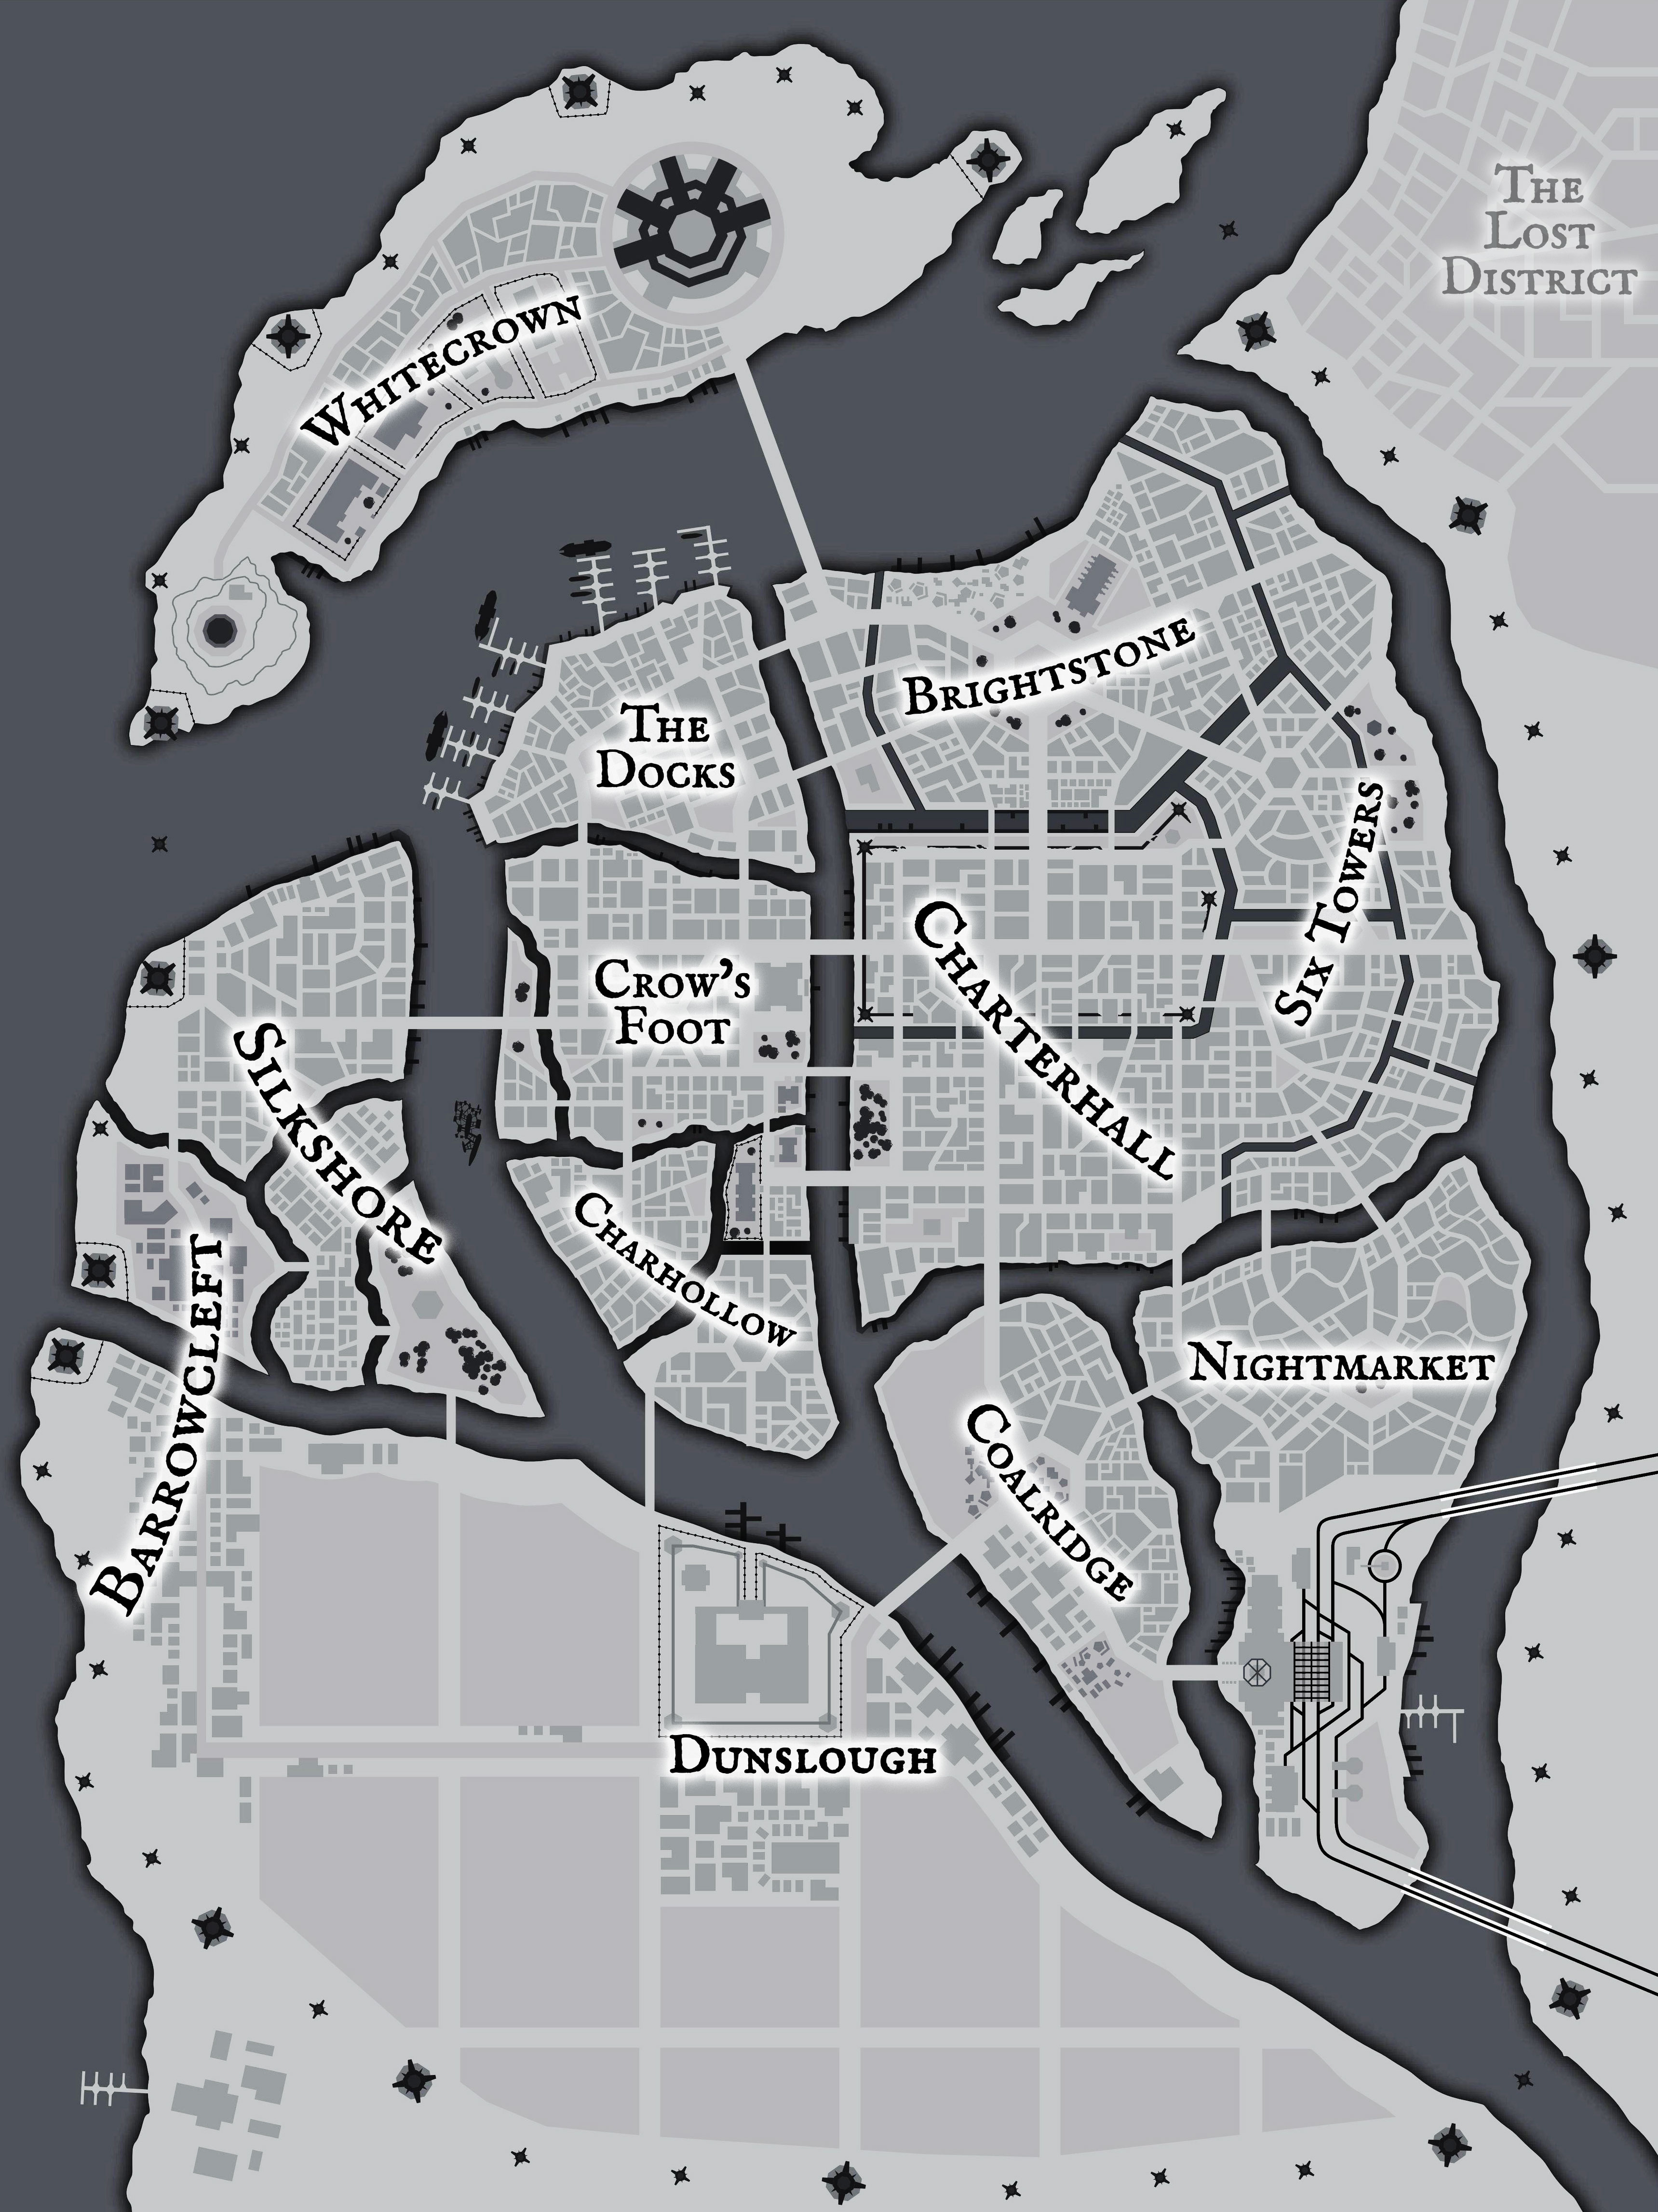 The
Lost
District
Whitecrown
Brightstone
The
Docks
Six Towers
Charterhall
Crow's
Foot
Silkshore
Charhollow
Barrowcleft
Nightmarket
Coalridge
Dunslough